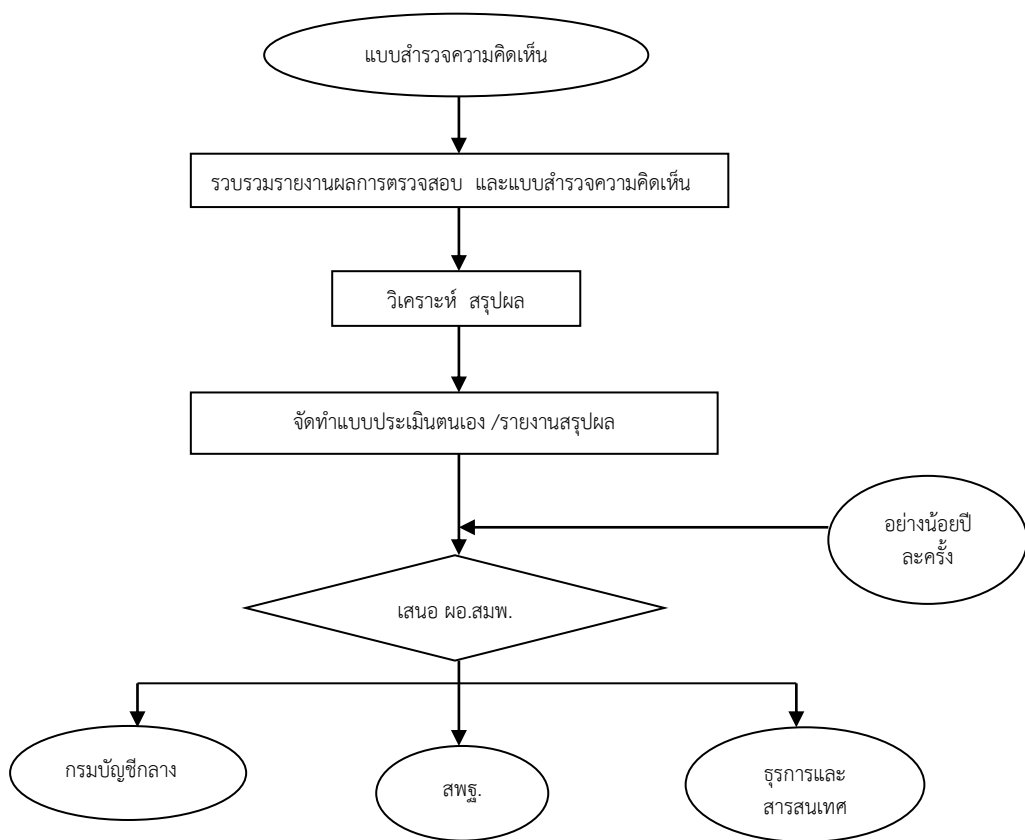 แบบสำรวจความคิดเห็น
รวบรวมรายงานผลการตรวจสอบ และแบบสำรวจความคิดเห็น
วิเคราะห์ สรุปผล
จัดทำแบบประเมินตนเอง /รายงานสรุปผล
อย่างน้อยปี
ละครั้ง
เสนอ ผอ.สมพ.
กรมบัญชีกลาง
สพฐ.
ธุรการและ
สารสนเทศ